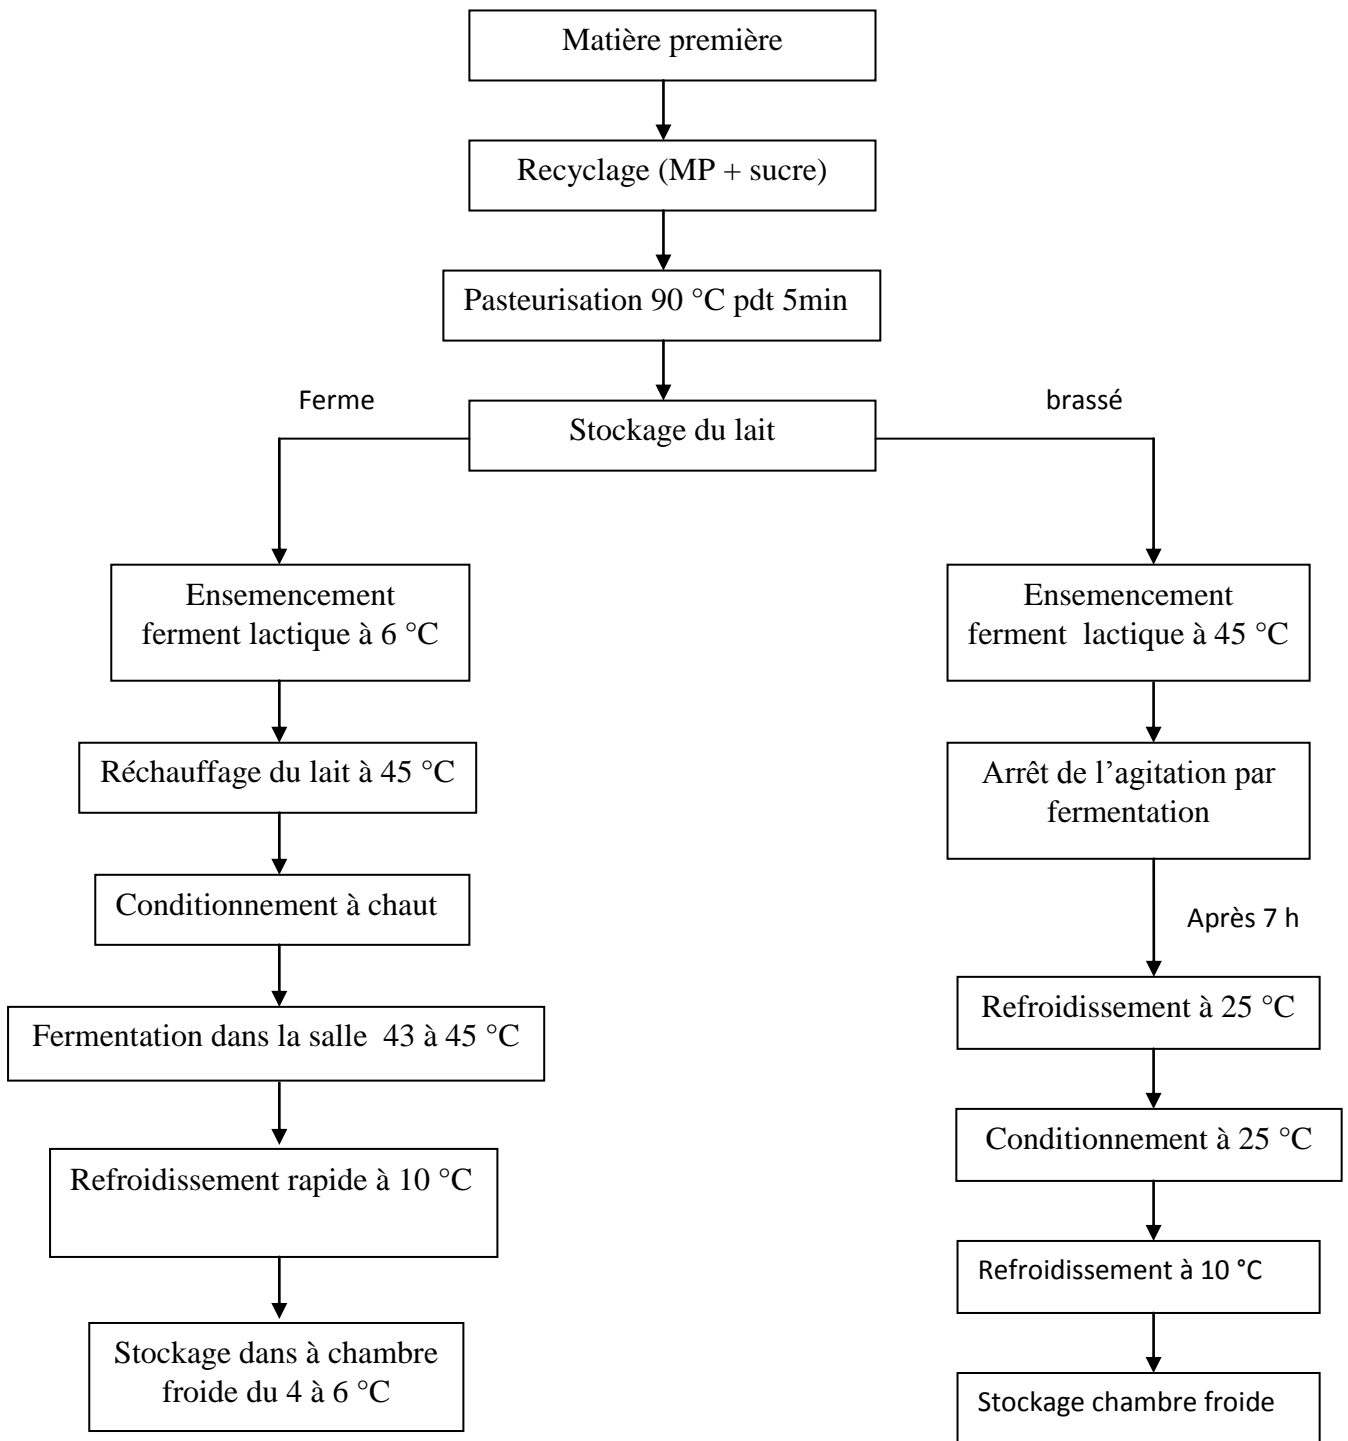 Matière première
Recyclage (MP + sucre)
Pasteurisation 90 °C pdt 5min
Ferme
brassé
Stockage du lait
Ensemencement
ferment lactique à 6 °C
Réchauffage du lait à 45 °C
Conditionnement à chaut
Fermentation dans la salle 43 à 45 °C
Refroidissement rapide à 10 °C
Stockage dans à chambre
froide du 4 à 6 °C
Ensemencement
ferment lactique à 45 °C
Arrêt de l’agitation par
fermentation
Après 7 h
Refroidissement à 25 °C
Conditionnement à 25 °C
Refroidissement à 10 °C
Stockage chambre froide